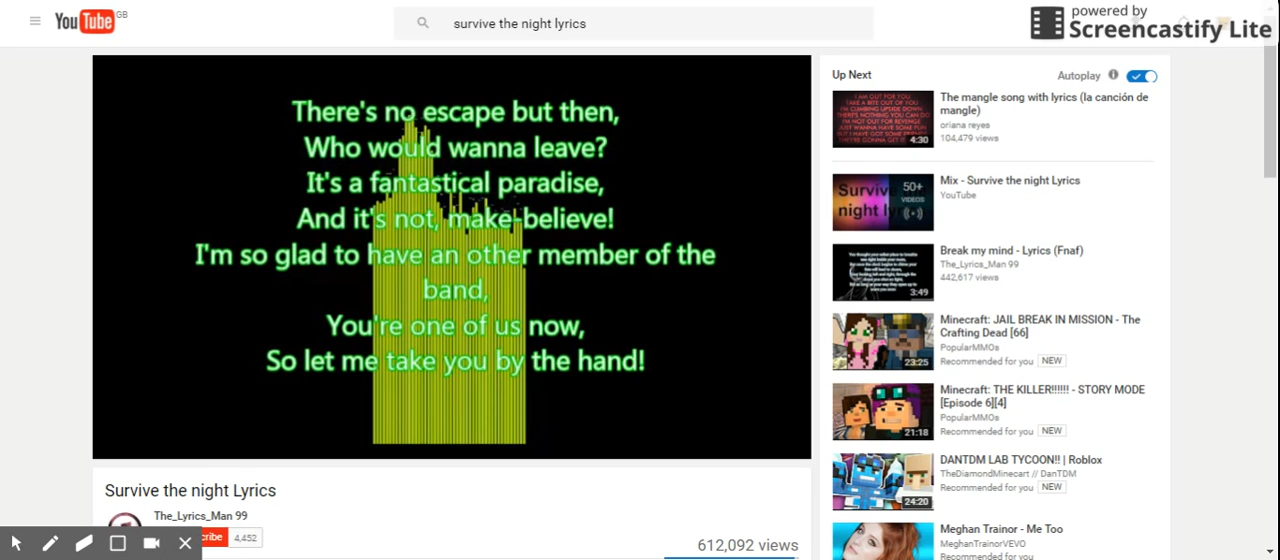 YouTube GB
survive the night lyrics
powered by
Screencastify Lite
There's no escape but then,
Who would wanna leave?
It's a fantastical paradise,
And it's not, make-believe!
I'm so glad to have an other member of the
band,
You're one of us now,
So let me take you by the hand!
Survive the night Lyrics
The_Lyrics_Man 99
cribe 4,452
612,092 views
Up Next
Autoplay
4:30
The mangle song with lyrics (la canción de
mangle)
oriana reyes
104,479 views
Survive
night ly
50+
VIDEOS
Mix - Survive the night Lyrics
YouTube
3:49
Break my mind - Lyrics (Fnaf)
The_Lyrics_Man 99
442,617 views
23:25
Minecraft: JAIL BREAK IN MISSION - The
Crafting Dead [66]
PopularMMOs
Recommended for you NEW
21:18
Minecraft: THE KILLER!!!!!! - STORY MODE
[Episode 6][4]
PopularMMOs
Recommended for you NEW
24:20
DANTDM LAB TYCOON!! | Roblox
TheDiamondMinecart // DanTDM
Recommended for you NEW
Meghan Trainor - Me Too
MeghanTrainorVEVO
Recommended for you